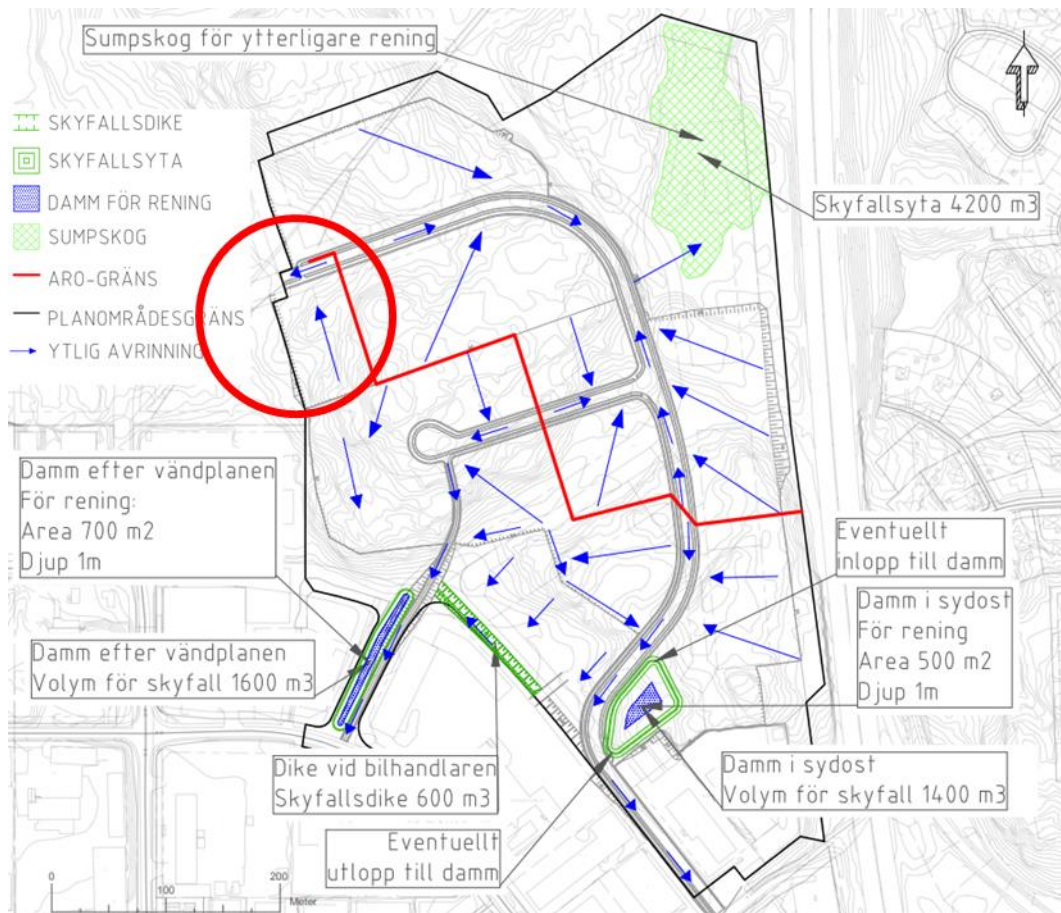 Sumpskog för ytterligare rening
SKYFALLSDIKE
SKYFALLSYTA
DAMM FÖR RENING
SUMPSKOG
ARO-GRÄNS
PLANOMRÅDESGRÄNS
YTLIG AVRINNING
Skyfallsyta 4200 m3
Damm efter vändplanen
För rening:
Area 700 m2
Djup 1m
Damm efter vändplanen
Volym för skyfall 1600 m3
Eventuellt
inlopp till damm
Damm i sydost
För rening
Area 500 m2
Djup 1m
Dike vid bilhandlaren
Skyfallsdike 600 m3
Damm i sydost
Volym för skyfall 1400 m3
Eventuellt
utlopp till damm
0 100 200
Meter